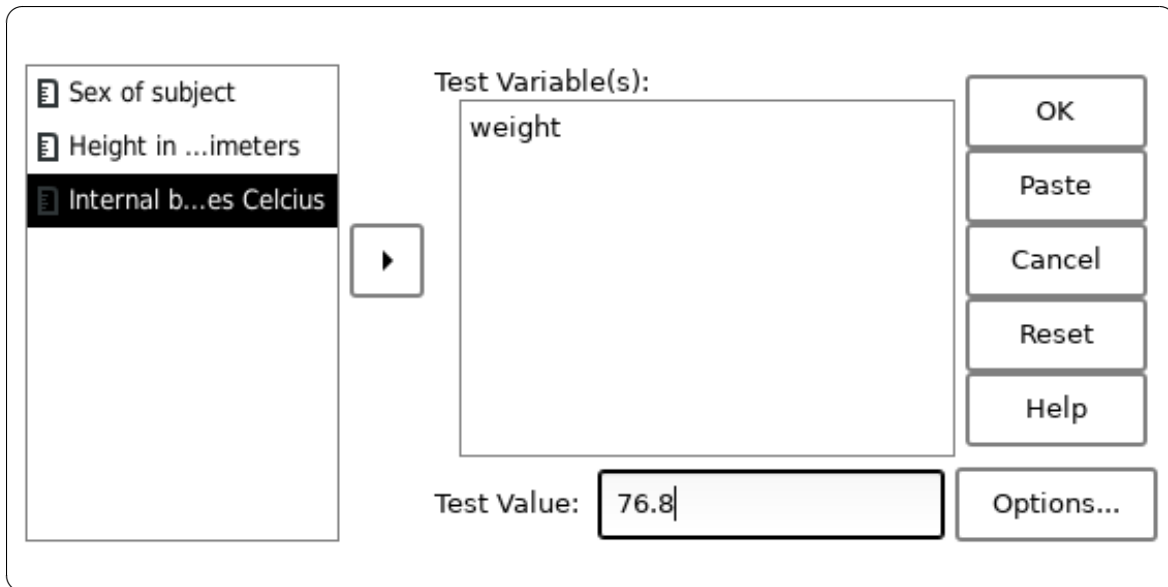 Sex of subject
Height in ...imeters
Internal b...es Celcius
Test Variable(s):
weight
OK
Paste
Cancel
Reset
Help
Test Value: 76.8
Options...